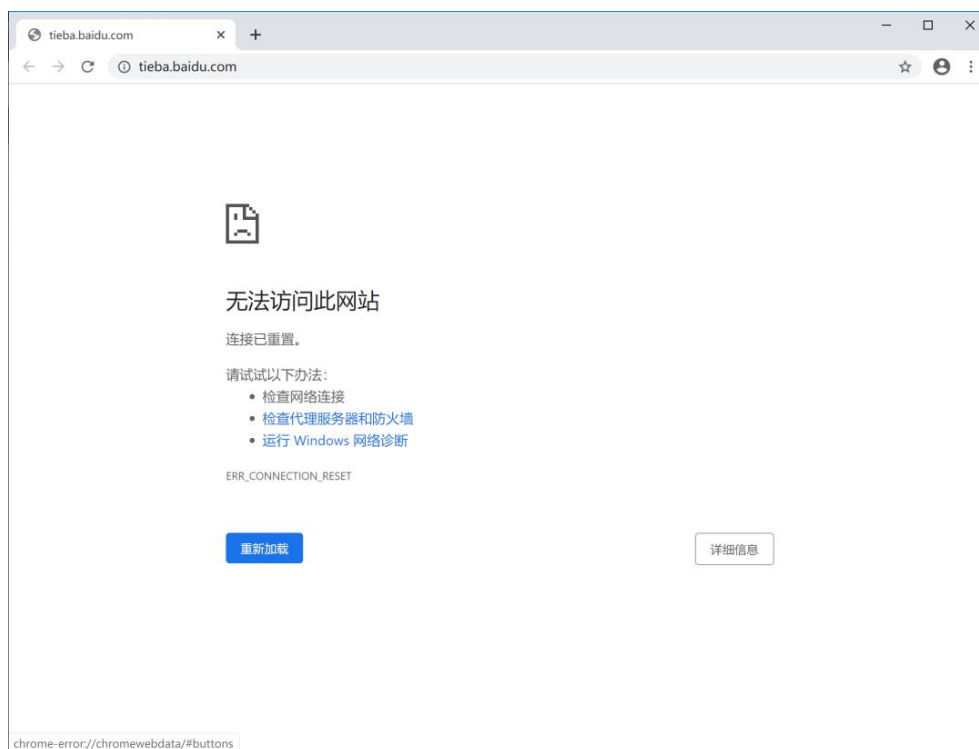 tieba.baidu.com
tieba.baidu.com
无法访问此网站
连接已重置。
请试试以下办法：
检查网络连接
检查代理服务器和防火墙
运行 Windows 网络诊断
ERR_CONNECTION_RESET
重新加载
详细信息
chrome-error://chromewebdata/#buttons